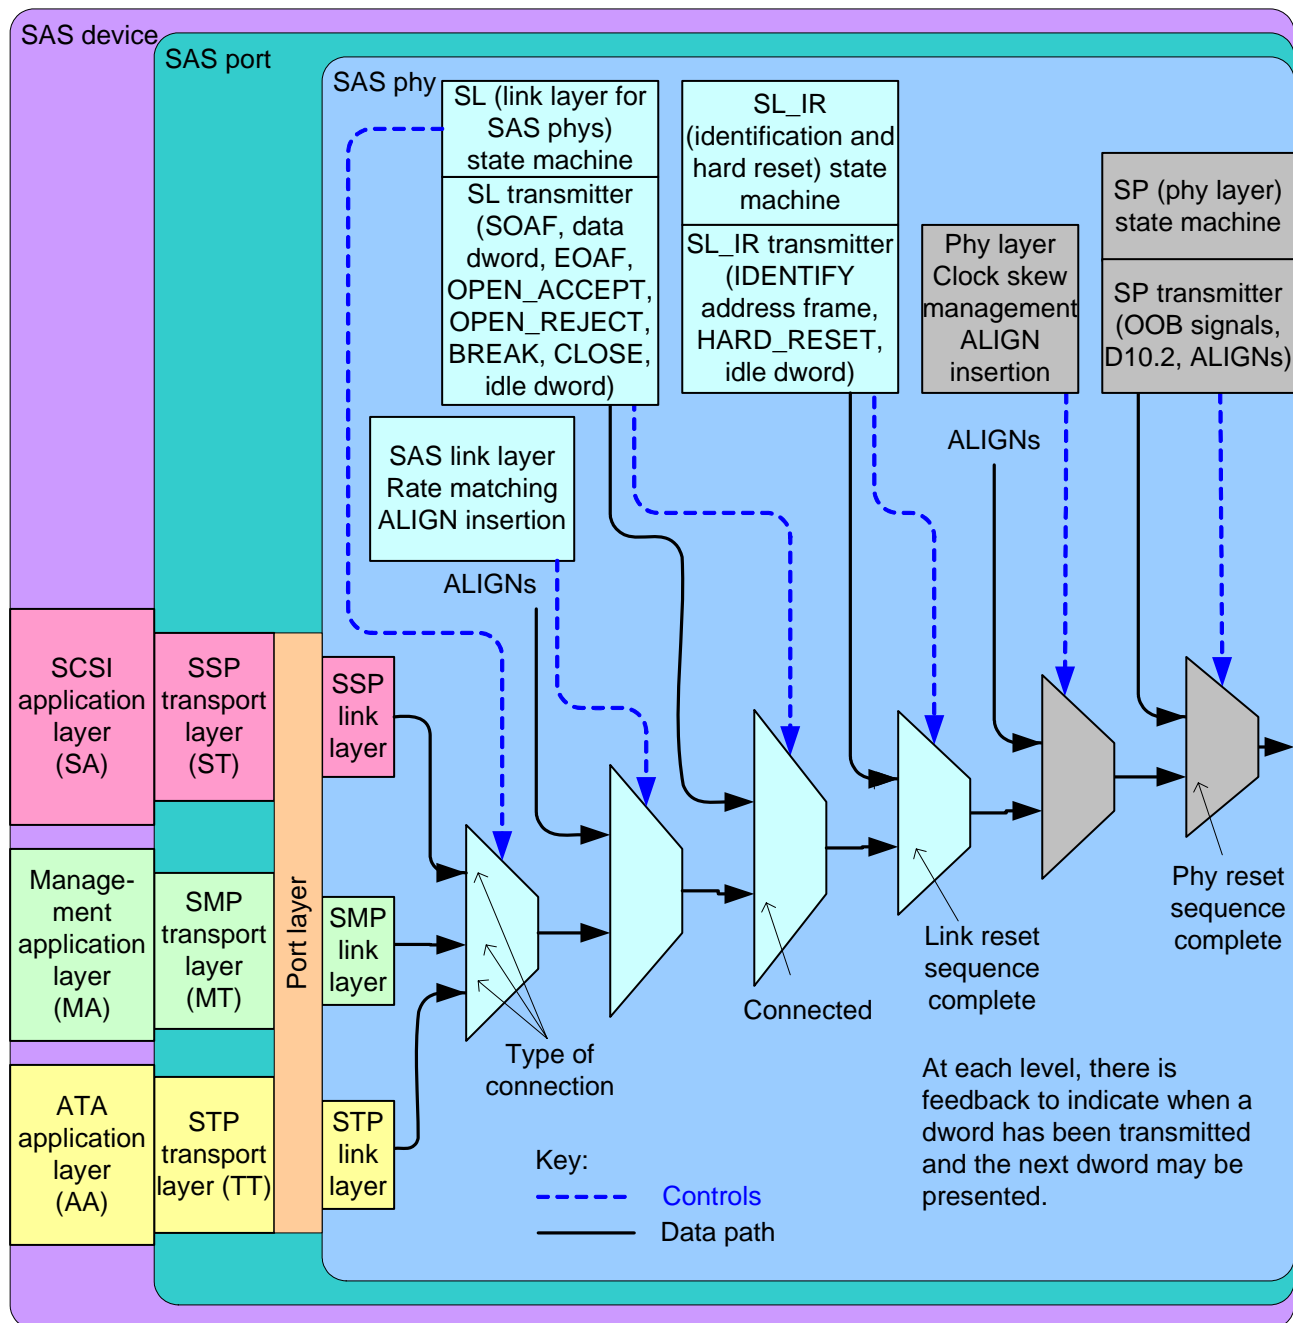 SAS device
SAS port
SAS phy
SL (link layer for
SAS phys)
state machine
SL transmitter
(SOAF, data
dword, EOAF,
OPEN_ACCEPT,
OPEN_REJECT,
BREAK, CLOSE,
idle dword)
SL_IR
(identification and
hard reset) state
machine
SL_IR transmitter
(IDENTIFY
address frame,
HARD_RESET,
idle dword)
Phy layer
Clock skew
management
ALIGN
insertion
SP (phy layer)
state machine
SP transmitter
(OOB signals,
D10.2, ALIGNs)
SAS link layer
Rate matching
ALIGN insertion
ALIGNs
ALIGNs
SCSI
application
layer
(SA)
SSP
transport
layer
(ST)
SSP
link
layer
Manage-
ment
application
layer
(MA)
SMP
transport
layer
(MT)
Port layer
SMP
link
layer
ATA
application
layer
(AA)
STP
transport
layer (TT)
STP
link
layer
Type of
connection
Connected
Link reset
sequence
complete
Phy reset
sequence
complete
At each level, there is
feedback to indicate when a
dword has been transmitted
and the next dword may be
presented.
Key:
Controls
Data path